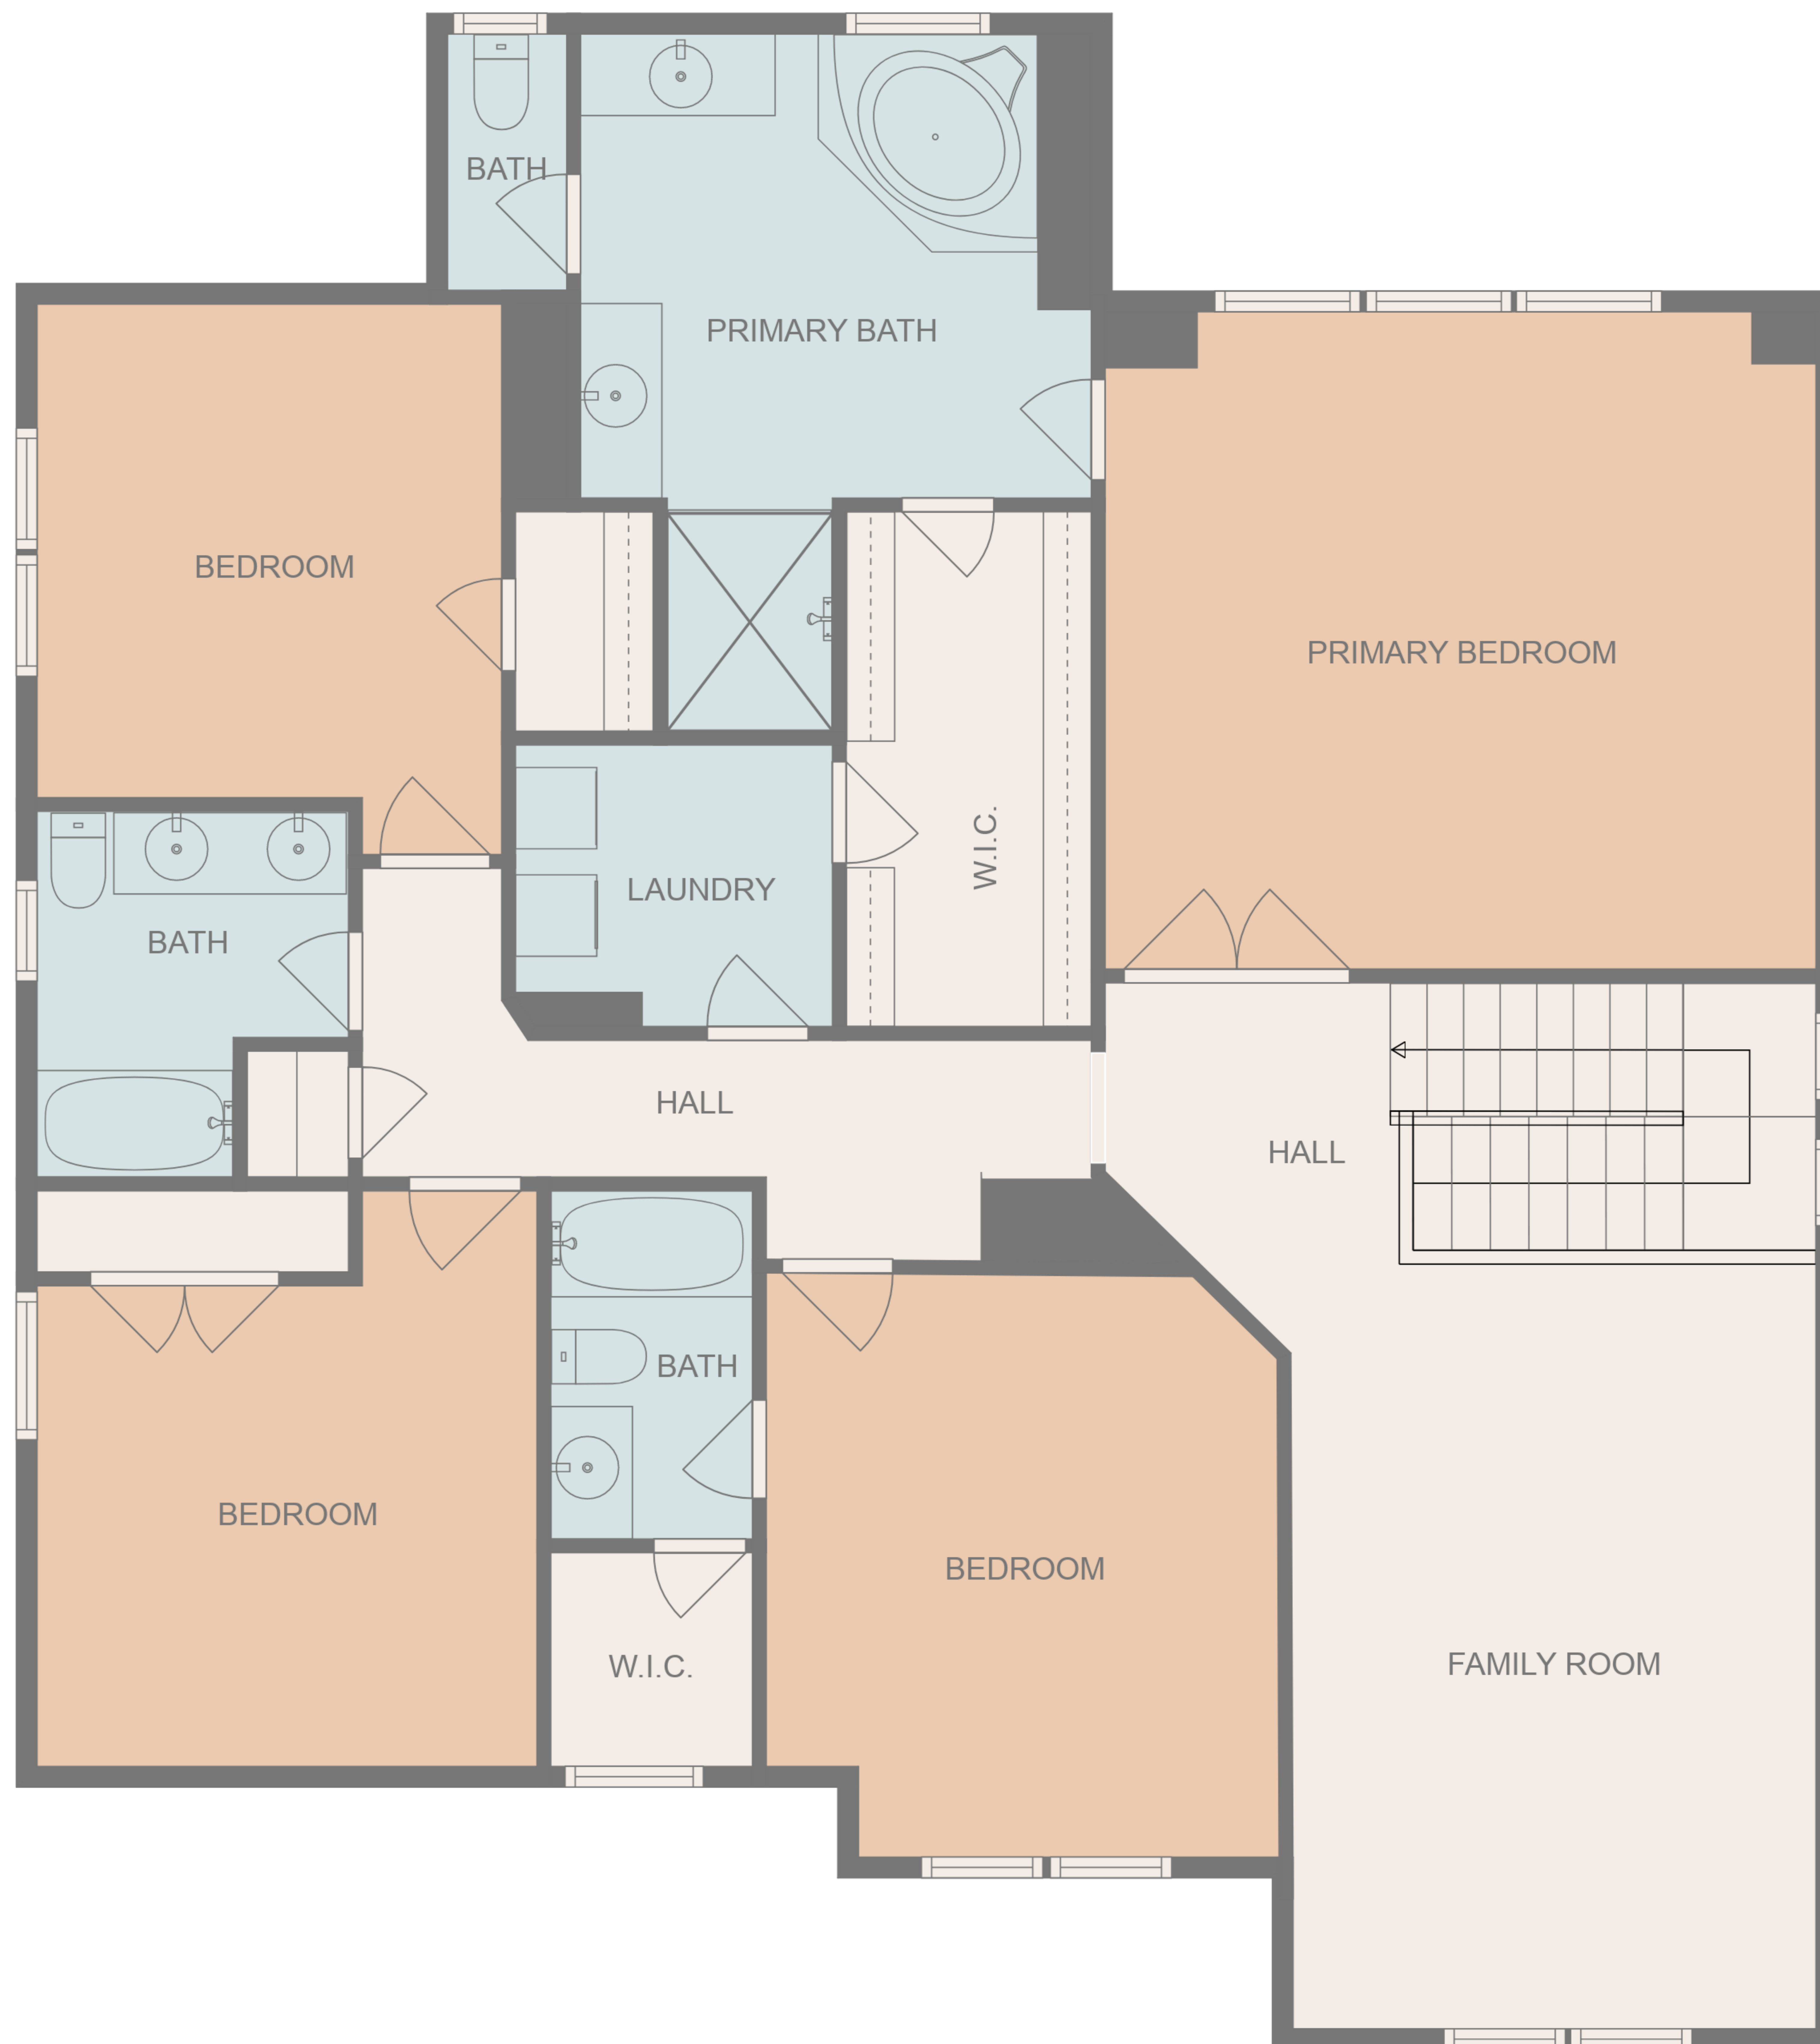 BATH
PRIMARY BATH
BEDROOM
PRIMARY BEDROOM
W.I.C.
LAUNDRY
BATH
HALL
HALL
BATH
BEDROOM
BEDROOM
W.I.C.
FAMILY ROOM